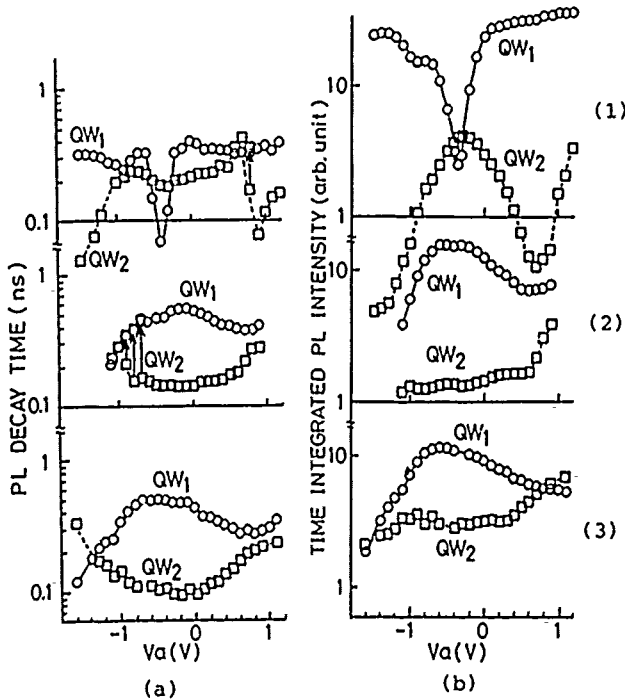 PL DECAY TIME (ns)
1
QW1
0.1
QW2
1
QW1
QW2
0.1
1
QW1
QW2
0.1
-1
0
1
Va(V)
(a)
TIME INTEGRATED PL INTENSITY (arb. unit)
10
QW1
(1)
QW2
1
10
QW1
(2)
QW2
1
10
QW1
(3)
QW2
1
-1
0
1
Va(V)
(b)